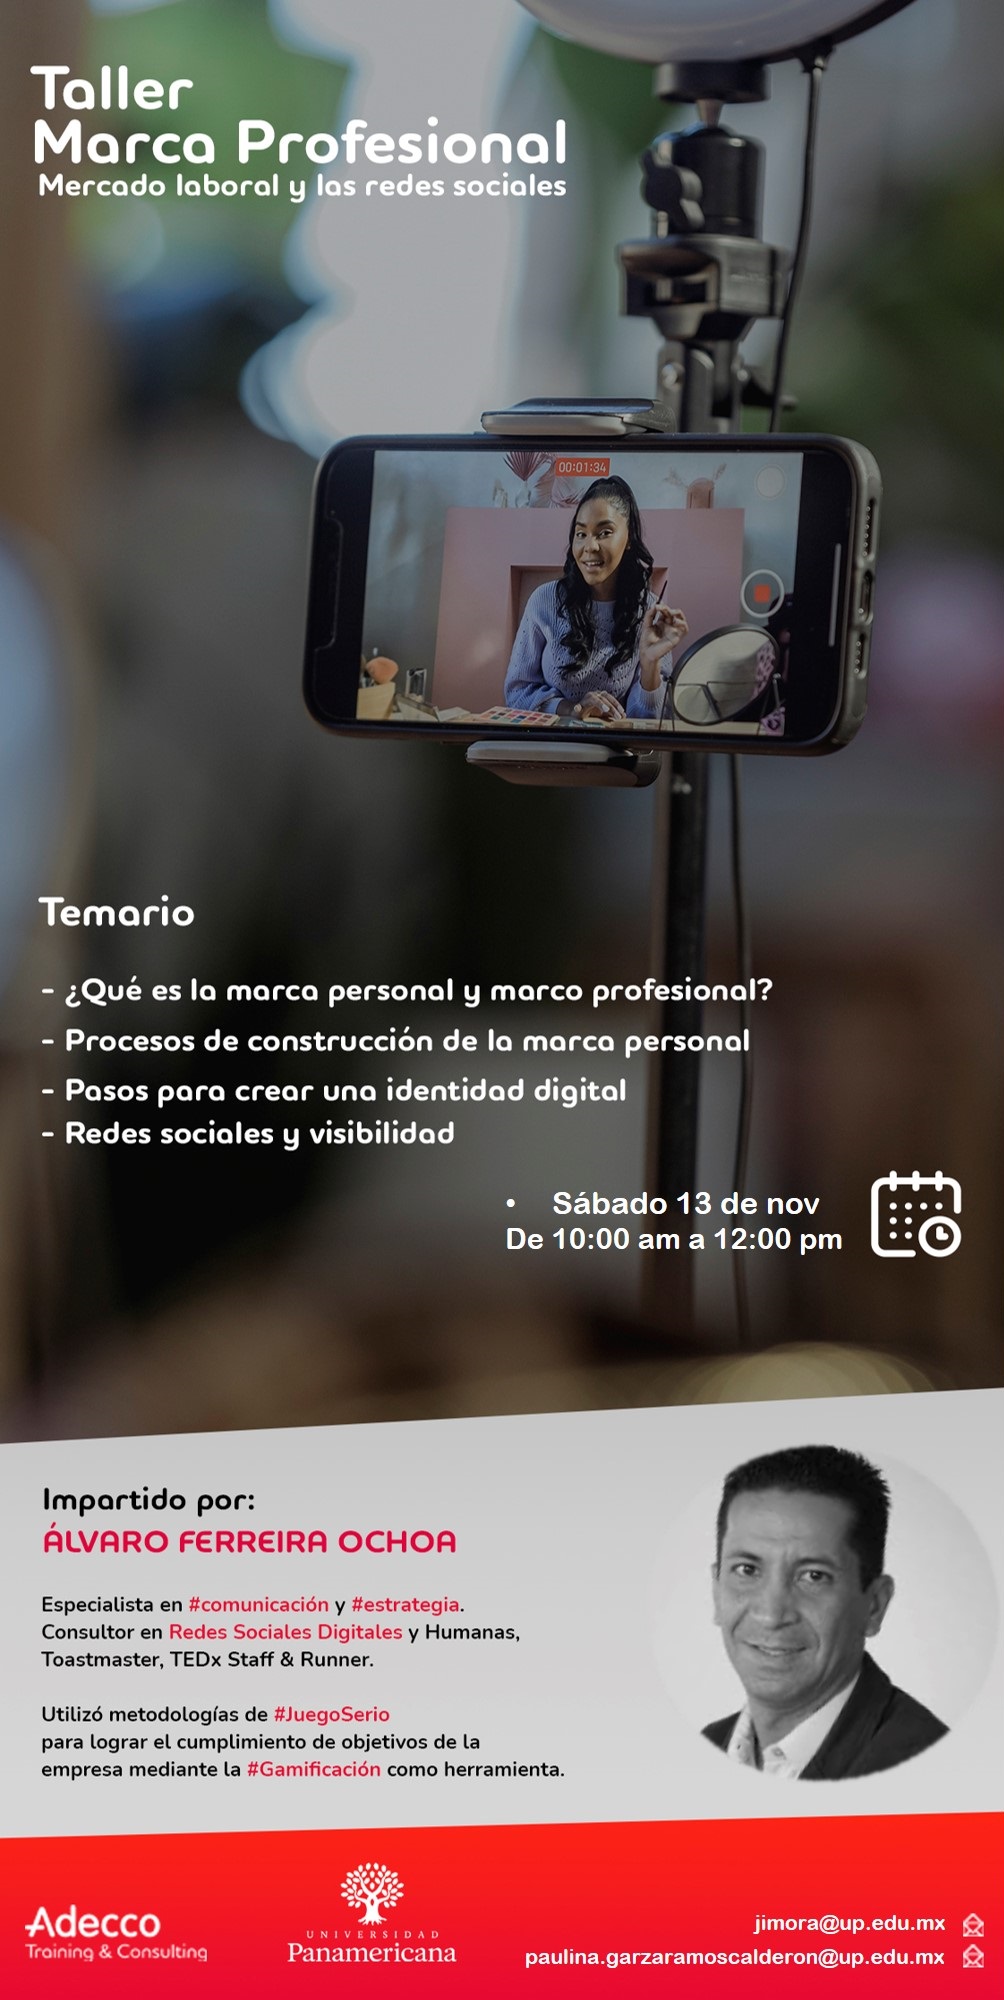 Taller
Marca Profesional
Mercado laboral y las redes sociales
00:01:34
Temario
- ¿Qué es la marca personal y marco profesional?
- Procesos de construcción de la marca personal
- Pasos para crear una identidad digital
- Redes sociales y visibilidad
• Sábado 13 de nov
De 10:00 am a 12:00 pm
Impartido por:
ÁLVARO FERREIRA OCHOA
Especialista en #comunicación y #estrategia.
Consultor en Redes Sociales Digitales y Humanas,
Toastmaster, TEDx Staff & Runner.
Utilizó metodologías de #JuegoSerio
para lograr el cumplimiento de objetivos de la
empresa mediante la #Gamificación como herramienta.
Adecco
Training & Consulting
UNIVERSIDAD
Panamericana
jimora@up.edu.mx
paulina.garzaramoscalderon@up.edu.mx